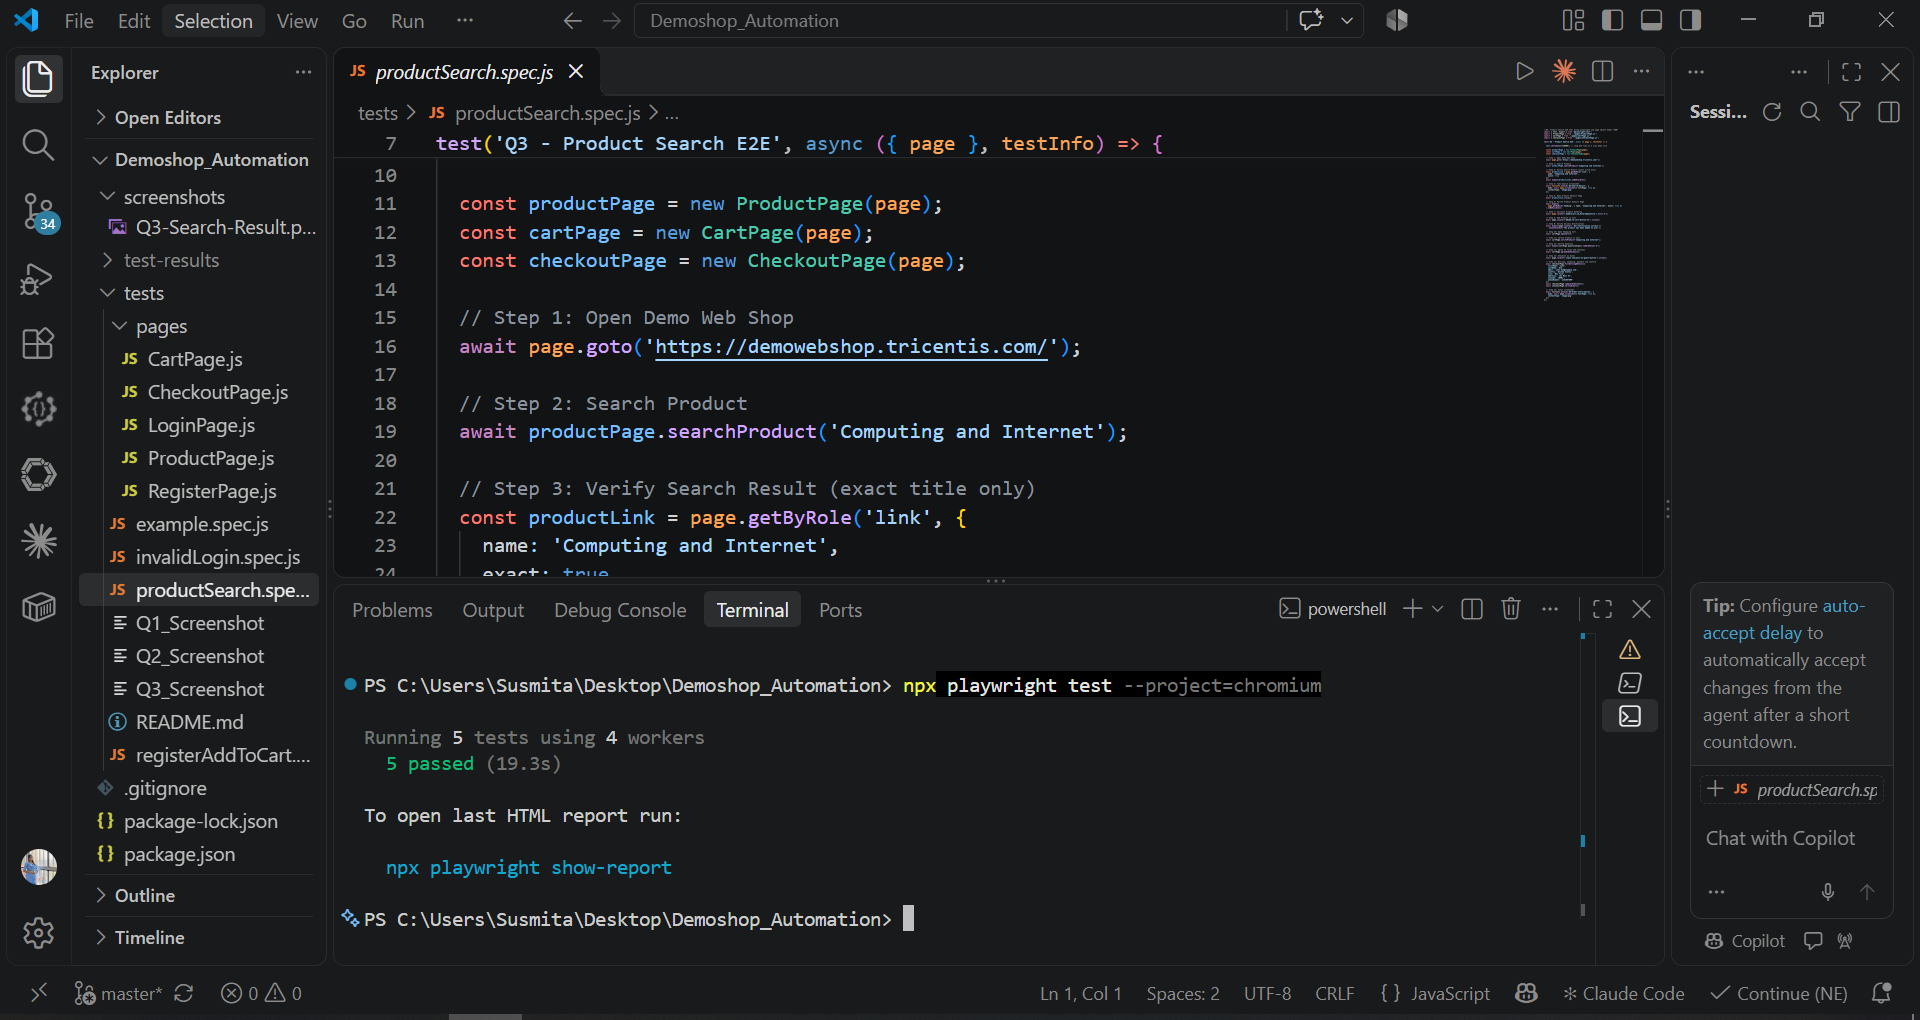 File Edit Selection View Go Run ···
Demoshop_Automation
Explorer
Open Editors
Demoshop_Automation
screenshots
Q3-Search-Result.p...
test-results
tests
pages
JS CartPage.js
JS CheckoutPage.js
JS LoginPage.js
JS ProductPage.js
JS RegisterPage.js
JS example.spec.js
JS invalidLogin.spec.js
JS productSearch.spe...
Q1_Screenshot
Q2_Screenshot
Q3_Screenshot
README.md
JS registerAddToCart....
.gitignore
{} package-lock.json
{} package.json
Outline
Timeline
34
JS productSearch.spec.js
tests > JS productSearch.spec.js > ...
7 test('Q3 - Product Search E2E', async ({ page }, testInfo) => {
10
11 const productPage = new ProductPage(page);
12 const cartPage = new CartPage(page);
13 const checkoutPage = new CheckoutPage(page);
14
15 // Step 1: Open Demo Web Shop
16 await page.goto('https://demowebshop.tricentis.com/');
17
18 // Step 2: Search Product
19 await productPage.searchProduct('Computing and Internet');
20
21 // Step 3: Verify Search Result (exact title only)
22 const productLink = page.getByRole('link', {
23 name: 'Computing and Internet',
24 exact: true
Problems Output Debug Console Terminal Ports
powershell
PS C:\Users\Susmita\Desktop\Demoshop_Automation> npx playwright test --project=chromium
Running 5 tests using 4 workers
5 passed (19.3s)
To open last HTML report run:
npx playwright show-report
PS C:\Users\Susmita\Desktop\Demoshop_Automation>
Sessi...
Tip: Configure auto-
accept delay to
automatically accept
changes from the
agent after a short
countdown.
JS productSearch.sp
Chat with Copilot
Copilot
master* 0 0
Ln 1, Col 1 Spaces: 2 UTF-8 CRLF {} JavaScript Claude Code Continue (NE)